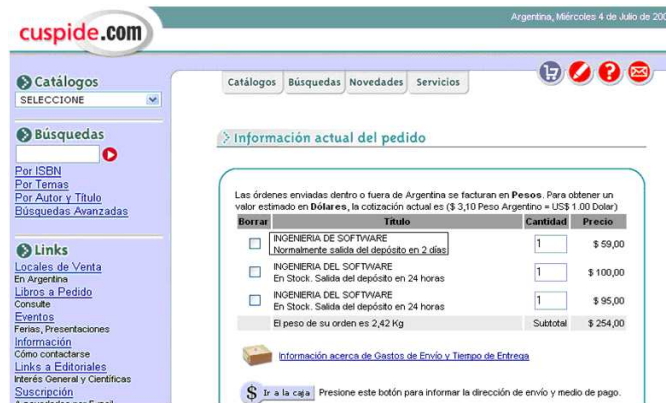 Argentina, Miércoles 4 de Julio de 200
cuspide.com
Catálogos
SELECCIONE
Búsquedas
Por ISBN
Por Temas
Por Autor y Título
Búsquedas Avanzadas
Links
Locales de Venta
En Argentina
Libros a Pedido
Consulte
Eventos
Ferias, Presentaciones
Información
Cómo contactarse
Links a Editoriales
Interés General y Científicas
Suscripción
Catálogos Búsquedas Novedades Servicios
Información actual del pedido
Las órdenes enviadas dentro o fuera de Argentina se facturan en Pesos. Para obtener un
valor estimado en Dólares, la cotización actual es ($ 3,10 Peso Argentino = US$ 1.00 Dolar)
Borrar Título Cantidad Precio
INGENIERIA DE SOFTWARE
Normalmente salida del depósito en 2 días
1 $ 59,00
INGENIERIA DEL SOFTWARE
En Stock. Salida del depósito en 24 horas
1 $ 100,00
INGENIERIA DEL SOFTWARE
En Stock. Salida del depósito en 24 horas
1 $ 95,00
El peso de su orden es 2,42 Kg Subtotal $ 254,00
Información acerca de Gastos de Envío y Tiempo de Entrega
$ Ir a la caja Presione este botón para informar la dirección de envío y medio de pago.